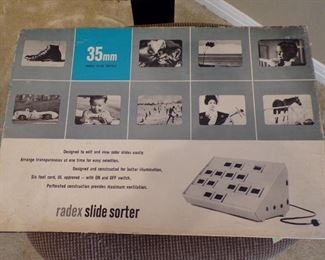 35mm
Designed to edit and view color slides easily.
Arrange transparencies at one time for easy selection.
Designed and constructed for better illumination.
Six foot cord, UL approved — with ON and OFF switch.
Perforated construction provides maximum ventilation.
radex slide sorter